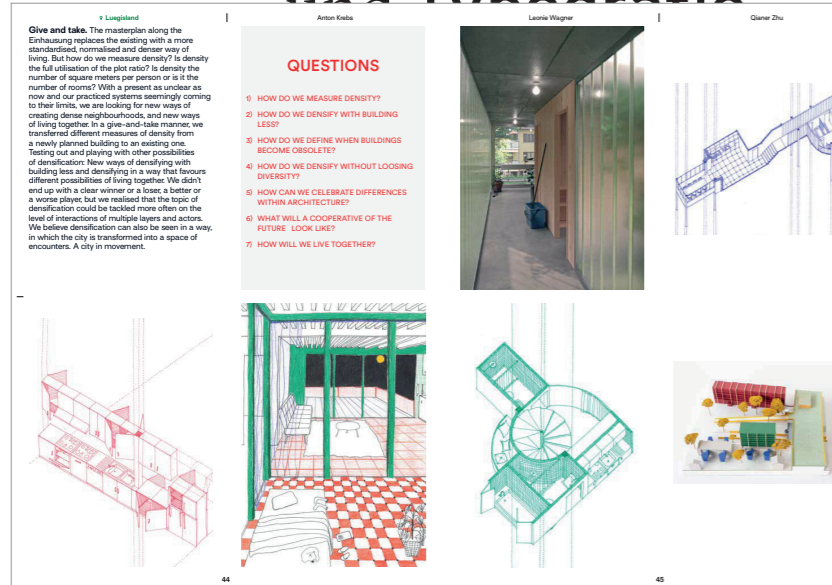 und Typografie
Luegisland
Anton Krebs
Leonie Wagner
Qianer Zhu
Give and take. The masterplan along the
Einhausung replaces the existing with a more
standardised, normalised and denser way of
living. But how do we measure density? Is density
the full utilisation of the plot ratio? Is density the
number of square meters per person or is it the
number of rooms? With a present as unclear as
now and our practiced systems seemingly coming
to their limits, we are looking for new ways of
creating dense neighbourhoods, and new ways
of living together. In a give-and-take manner, we
transferred different measures of density from
a newly planned building to an existing one.
Testing out and playing with other possibilities
of densification: New ways of densifying with
building less and densifying in a way that favours
different possibilities of living together. We didn't
end up with a clear winner or a loser, a better or
a worse player, but we realised that the topic of
densification could be tackled more often on the
level of interactions of multiple layers and actors.
We believe densification can also be seen in a way,
in which the city is transformed into a space of
encounters. A city in movement.
QUESTIONS
1) HOW DO WE MEASURE DENSITY?
2) HOW DO WE DENSIFY WITH BUILDING
LESS?
3) HOW DO WE DEFINE WHEN BUILDINGS
BECOME OBSOLETE?
4) HOW DO WE DENSIFY WITHOUT LOOSING
DIVERSITY?
5) HOW CAN WE CELEBRATE DIFFERENCES
WITHIN ARCHITECTURE?
6) WHAT WILL A COOPERATIVE OF THE
FUTURE LOOK LIKE?
7) HOW WILL WE LIVE TOGETHER?
44
45